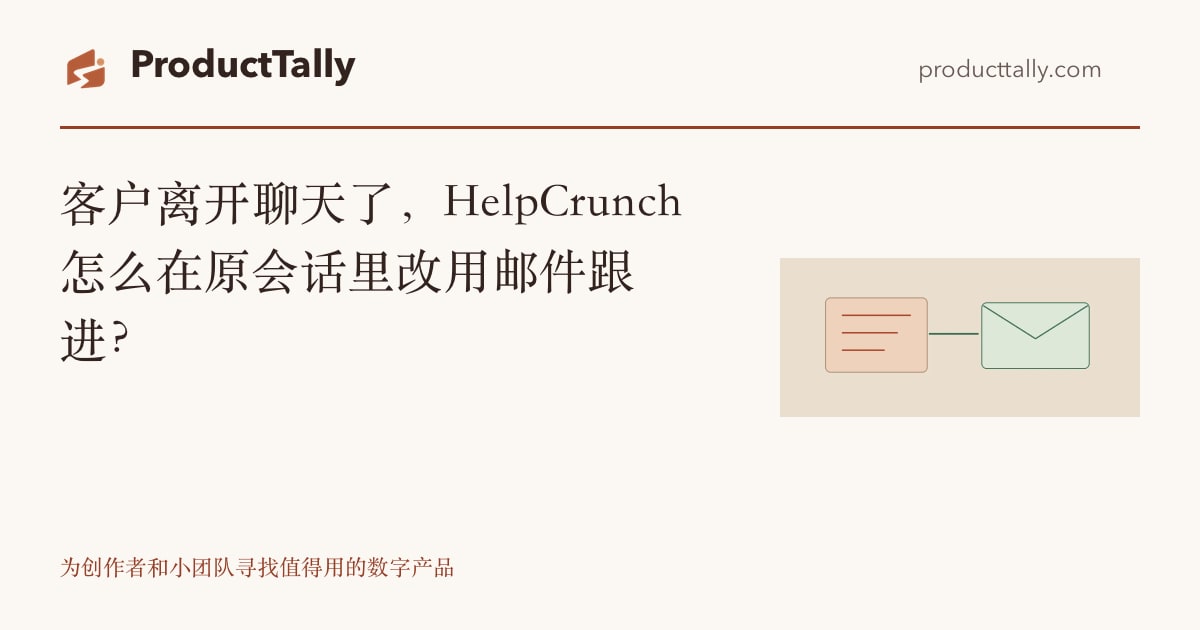 ProductTally
producttally.com
客户离开聊天了，HelpCrunch
怎么在原会话里改用邮件跟
进？
为创作者和小团队寻找值得用的数字产品